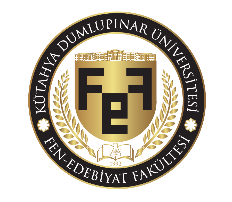 KÜTAHYA DUMLUPINAR ÜNİVERSİTESİ
FeF
FEN-EDEBİYAT FAKÜLTESİ